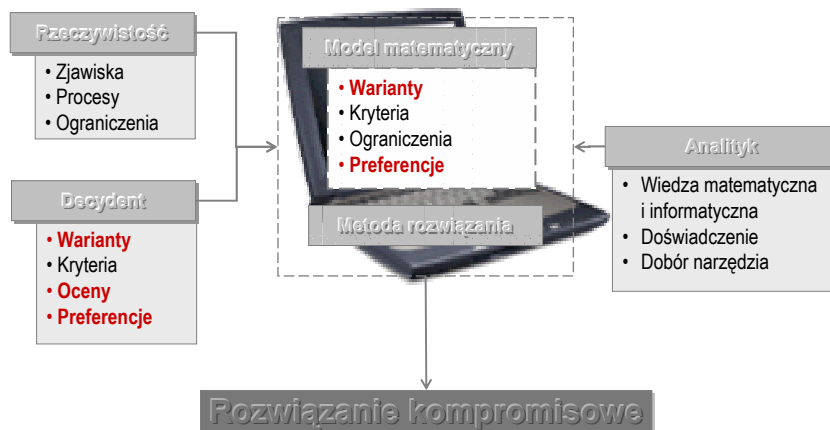 Rzeczywistość
• Zjawiska
• Procesy
• Ograniczenia
Decydent
• Warianty
• Kryteria
• Oceny
• Preferencje
Model matematyczny
• Warianty
• Kryteria
• Ograniczenia
• Preferencje
Metoda rozwiązania
Analityk
• Wiedza matematyczna
i informatyczna
• Doświadczenie
• Dobór narzędzia
Rozwiązanie kompromisowe